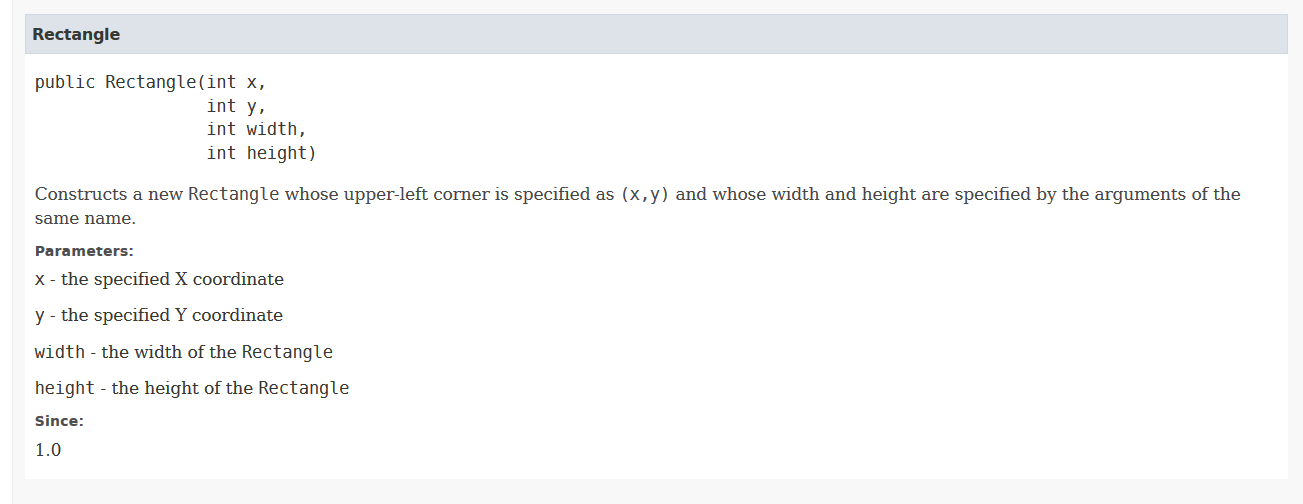 Rectangle
public Rectangle(int x,
int y,
int width,
int height)
Constructs a new Rectangle whose upper-left corner is specified as (x,y) and whose width and height are specified by the arguments of the
same name.
Parameters:
x - the specified X coordinate
y - the specified Y coordinate
width - the width of the Rectangle
height - the height of the Rectangle
Since:
1.0